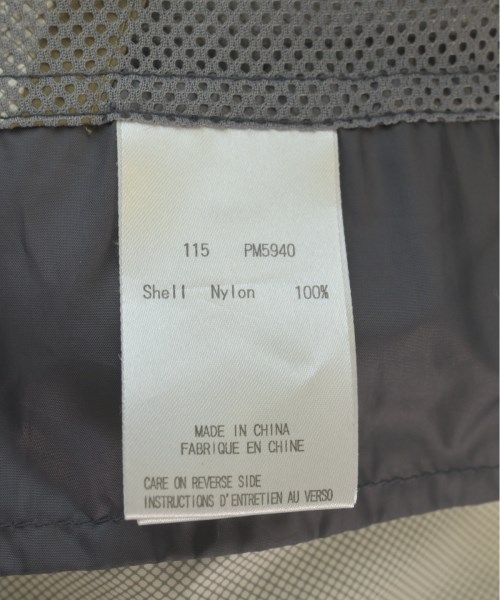 115 PM5940
Shell Nylon 100%
MADE IN CHINA
FABRIQUE EN CHINE
CARE ON REVERSE SIDE
INSTRUCTIONS D'ENTRETIEN AU VERSO